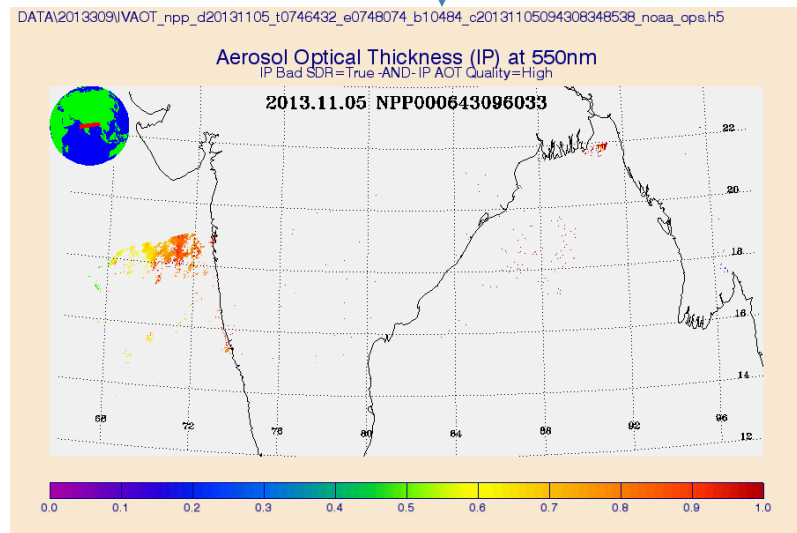 DATA\2013309\IVAOT_npp_d20131105_t0746432_e0748074_b10484_c20131105094308348538_noaa_ops.h5
Aerosol Optical Thickness (IP) at 550nm
IP Bad SDR=True -AND- IP AOT Quality=High
2013.11.05 NPP000643096033
22
20
18
16
14
68 72 76 80 84 88 92 96 12
0.0 0.1 0.2 0.3 0.4 0.5 0.6 0.7 0.8 0.9 1.0